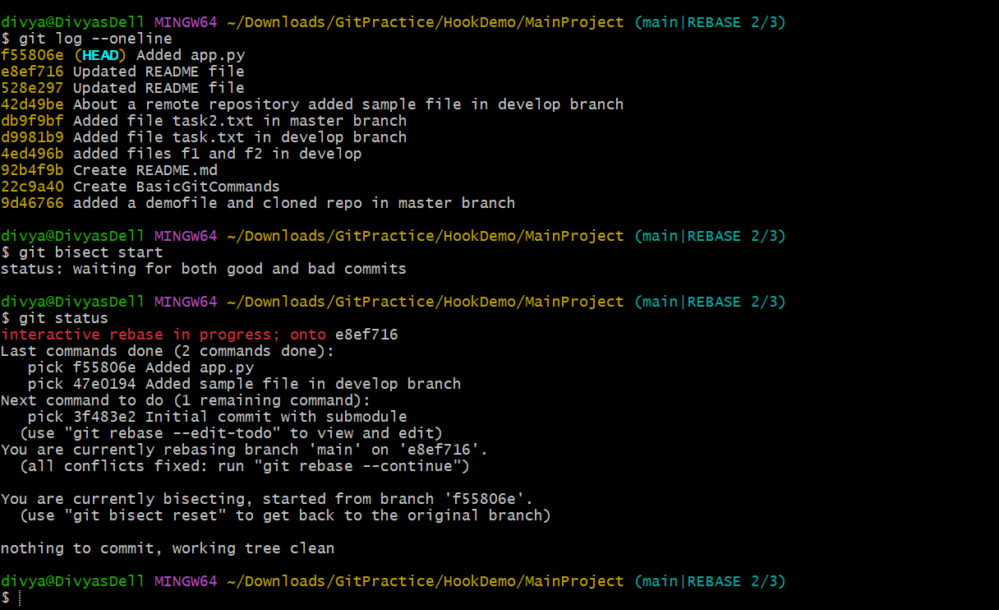 divya@DivyasDell MINGW64 ~/Downloads/GitPractice/HookDemo/MainProject (main|REBASE 2/3)
$ git log --oneline
f55806e (HEAD) Added app.py
e8ef716 Updated README file
528e297 Updated README file
42d49be About a remote repository added sample file in develop branch
db9f9bf Added file task2.txt in master branch
d9981b9 Added file task.txt in develop branch
4ed496b added files f1 and f2 in develop
92b4f9b Create README.md
22c9a40 Create BasicGitCommands
9d46766 added a demofile and cloned repo in master branch

divya@DivyasDell MINGW64 ~/Downloads/GitPractice/HookDemo/MainProject (main|REBASE 2/3)
$ git bisect start
status: waiting for both good and bad commits

divya@DivyasDell MINGW64 ~/Downloads/GitPractice/HookDemo/MainProject (main|REBASE 2/3)
$ git status
interactive rebase in progress; onto e8ef716
Last commands done (2 commands done):
   pick f55806e Added app.py
   pick 47e0194 Added sample file in develop branch
Next command to do (1 remaining command):
   pick 3f483e2 Initial commit with submodule
  (use "git rebase --edit-todo" to view and edit)
You are currently rebasing branch 'main' on 'e8ef716'.
  (all conflicts fixed: run "git rebase --continue")

You are currently bisecting, started from branch 'f55806e'.
  (use "git bisect reset" to get back to the original branch)

nothing to commit, working tree clean

divya@DivyasDell MINGW64 ~/Downloads/GitPractice/HookDemo/MainProject (main|REBASE 2/3)
$